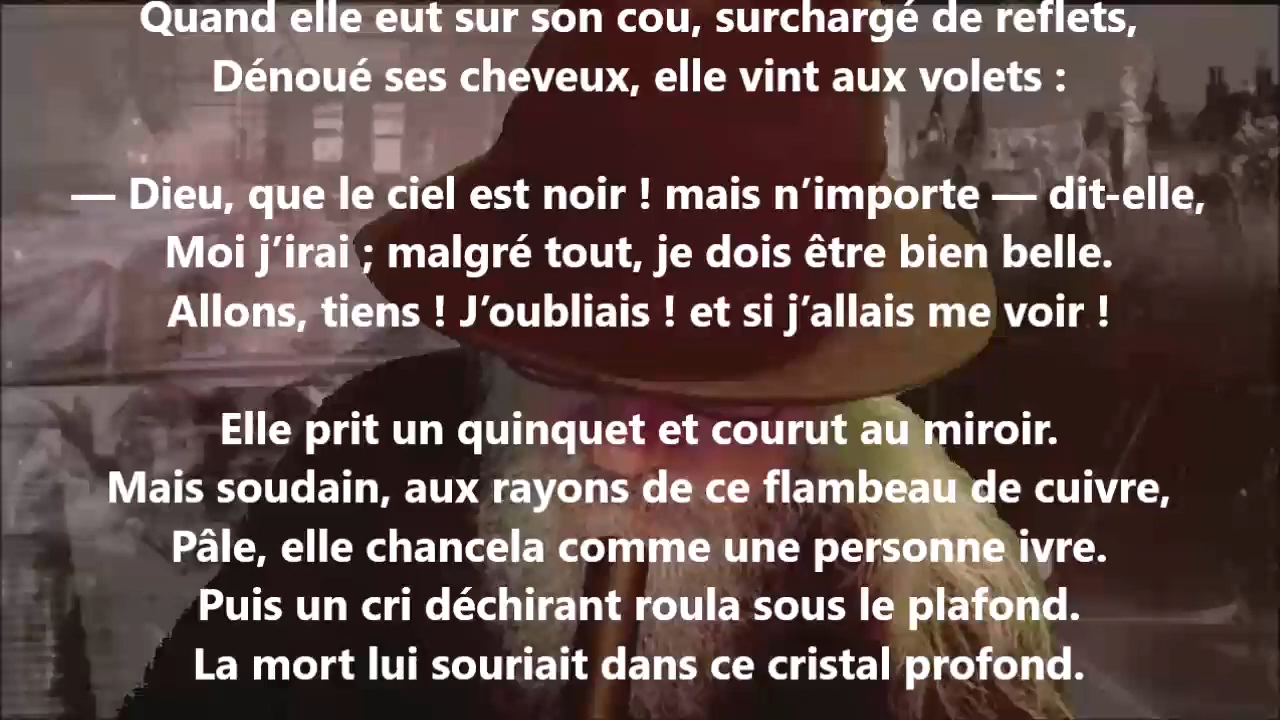 Quand elle eut sur son cou, surchargé de reflets,
Dénoué ses cheveux, elle vint aux volets :
— Dieu, que le ciel est noir ! mais n’importe — dit-elle,
Moi j’irai ; malgré tout, je dois être bien belle.
Allons, tiens ! J’oubliais ! et si j’allais me voir !
Elle prit un quinquet et courut au miroir.
Mais soudain, aux rayons de ce flambeau de cuivre,
Pâle, elle chancela comme une personne ivre.
Puis un cri déchirant roula sous le plafond.
La mort lui souriait dans ce cristal profond.